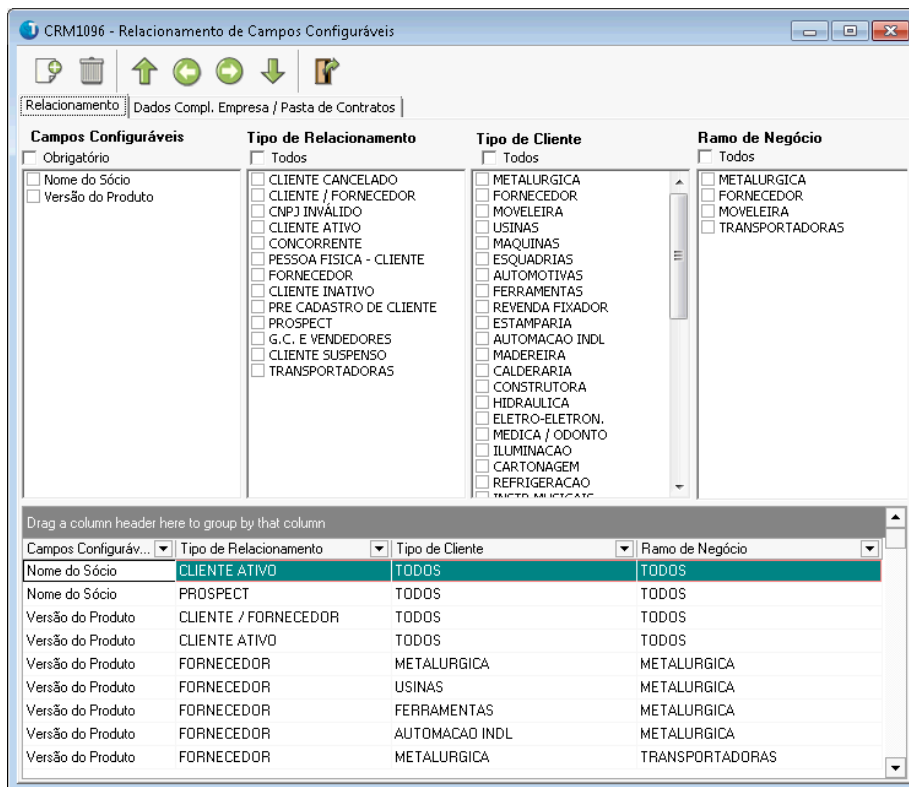 CRM1096 - Relacionamento de Campos Configuráveis
Relacionamento
Dados Compl. Empresa / Pasta de Contratos
Campos Configuráveis
Obrigatório
Nome do Sócio
Versão do Produto
Tipo de Relacionamento
Todos
CLIENTE CANCELADO
CLIENTE / FORNECEDOR
CNPJ INVÁLIDO
CLIENTE ATIVO
CONCORRENTE
PESSOA FISICA - CLIENTE
FORNECEDOR
CLIENTE INATIVO
PRE CADASTRO DE CLIENTE
PROSPECT
G.C. E VENDEDORES
CLIENTE SUSPENSO
TRANSPORTADORAS
Tipo de Cliente
Todos
METALURGICA
FORNECEDOR
MOVELEIRA
USINAS
MAQUINAS
ESQUADRIAS
AUTOMOTIVAS
FERRAMENTAS
REVENDA FIXADOR
ESTAMPARIA
AUTOMACAO INDL
MADEREIRA
CALDERARIA
CONSTRUTORA
HIDRAULICA
ELETRO-ELETRON.
MEDICA / ODONTO
ILUMINACAO
CARTONAGEM
REFRIGERACAO
INSTR MUSICAIS
Ramo de Negócio
Todos
METALURGICA
FORNECEDOR
MOVELEIRA
TRANSPORTADORAS
Drag a column header here to group by that column
Campos Configuráv... Tipo de Relacionamento Tipo de Cliente Ramo de Negócio
Nome do Sócio CLIENTE ATIVO TODOS TODOS
Nome do Sócio PROSPECT TODOS TODOS
Versão do Produto CLIENTE / FORNECEDOR TODOS TODOS
Versão do Produto CLIENTE ATIVO TODOS TODOS
Versão do Produto FORNECEDOR METALURGICA METALURGICA
Versão do Produto FORNECEDOR USINAS METALURGICA
Versão do Produto FORNECEDOR FERRAMENTAS METALURGICA
Versão do Produto FORNECEDOR AUTOMACAO INDL METALURGICA
Versão do Produto FORNECEDOR METALURGICA TRANSPORTADORAS